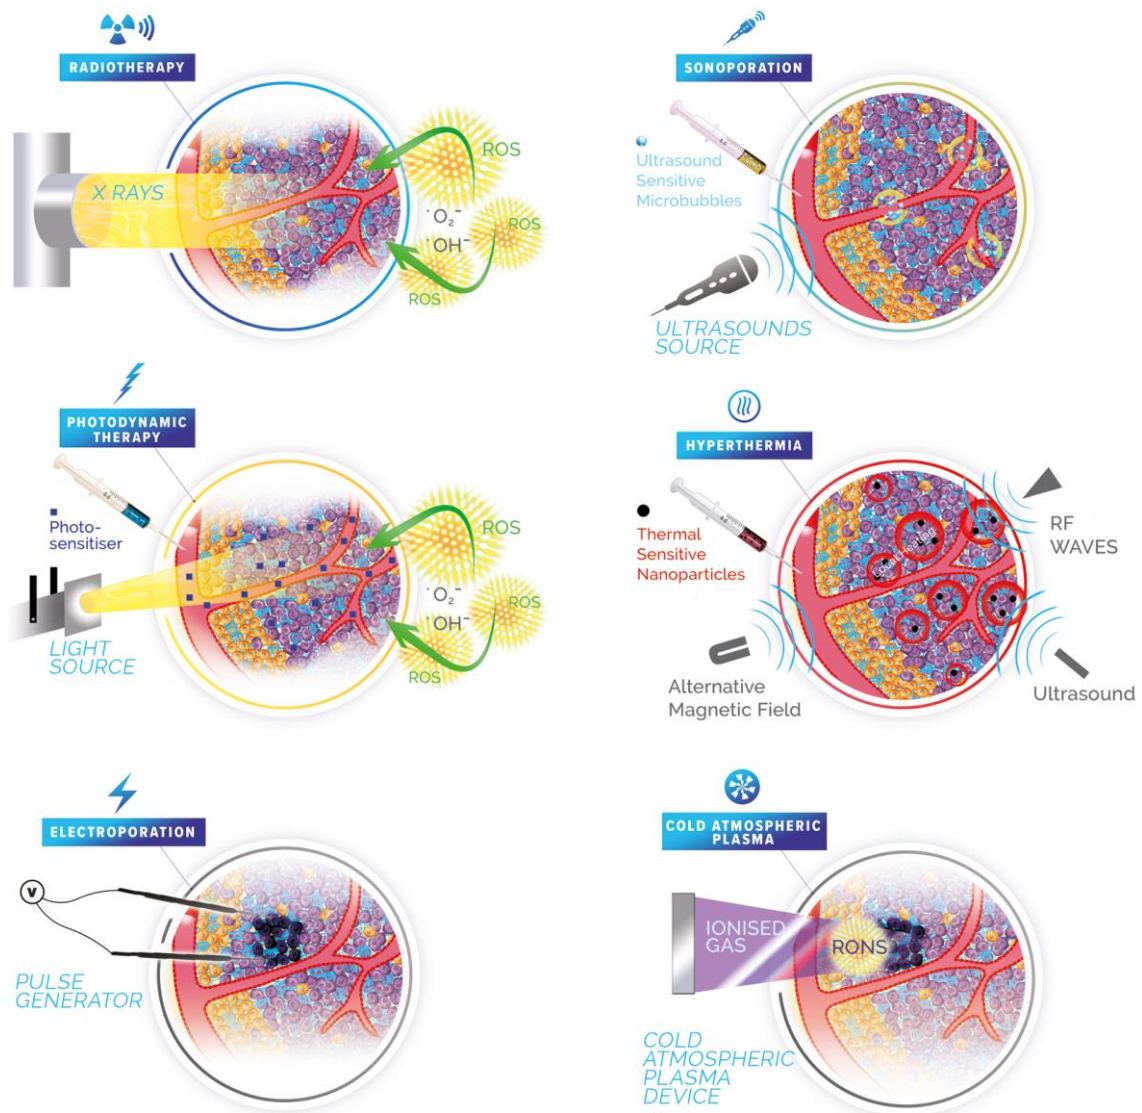 RADIOTHERAPY
X RAYS
ROS
ROS
ROS
·O₂⁻
·OH⁻
SONOPORATION
Ultrasound
Sensitive
Microbubbles
ULTRASOUNDS
SOURCE
PHOTODYNAMIC
THERAPY
Photo-
sensitiser
LIGHT
SOURCE
ROS
ROS
ROS
·O₂⁻
·OH⁻
HYPERTHERMIA
Thermal
Sensitive
Nanoparticles
RF
WAVES
Alternative
Magnetic Field
Ultrasound
ELECTROPORATION
V
PULSE
GENERATOR
COLD ATMOSPHERIC
PLASMA
IONISED
GAS
RONS
COLD
ATMOSPHERIC
PLASMA
DEVICE